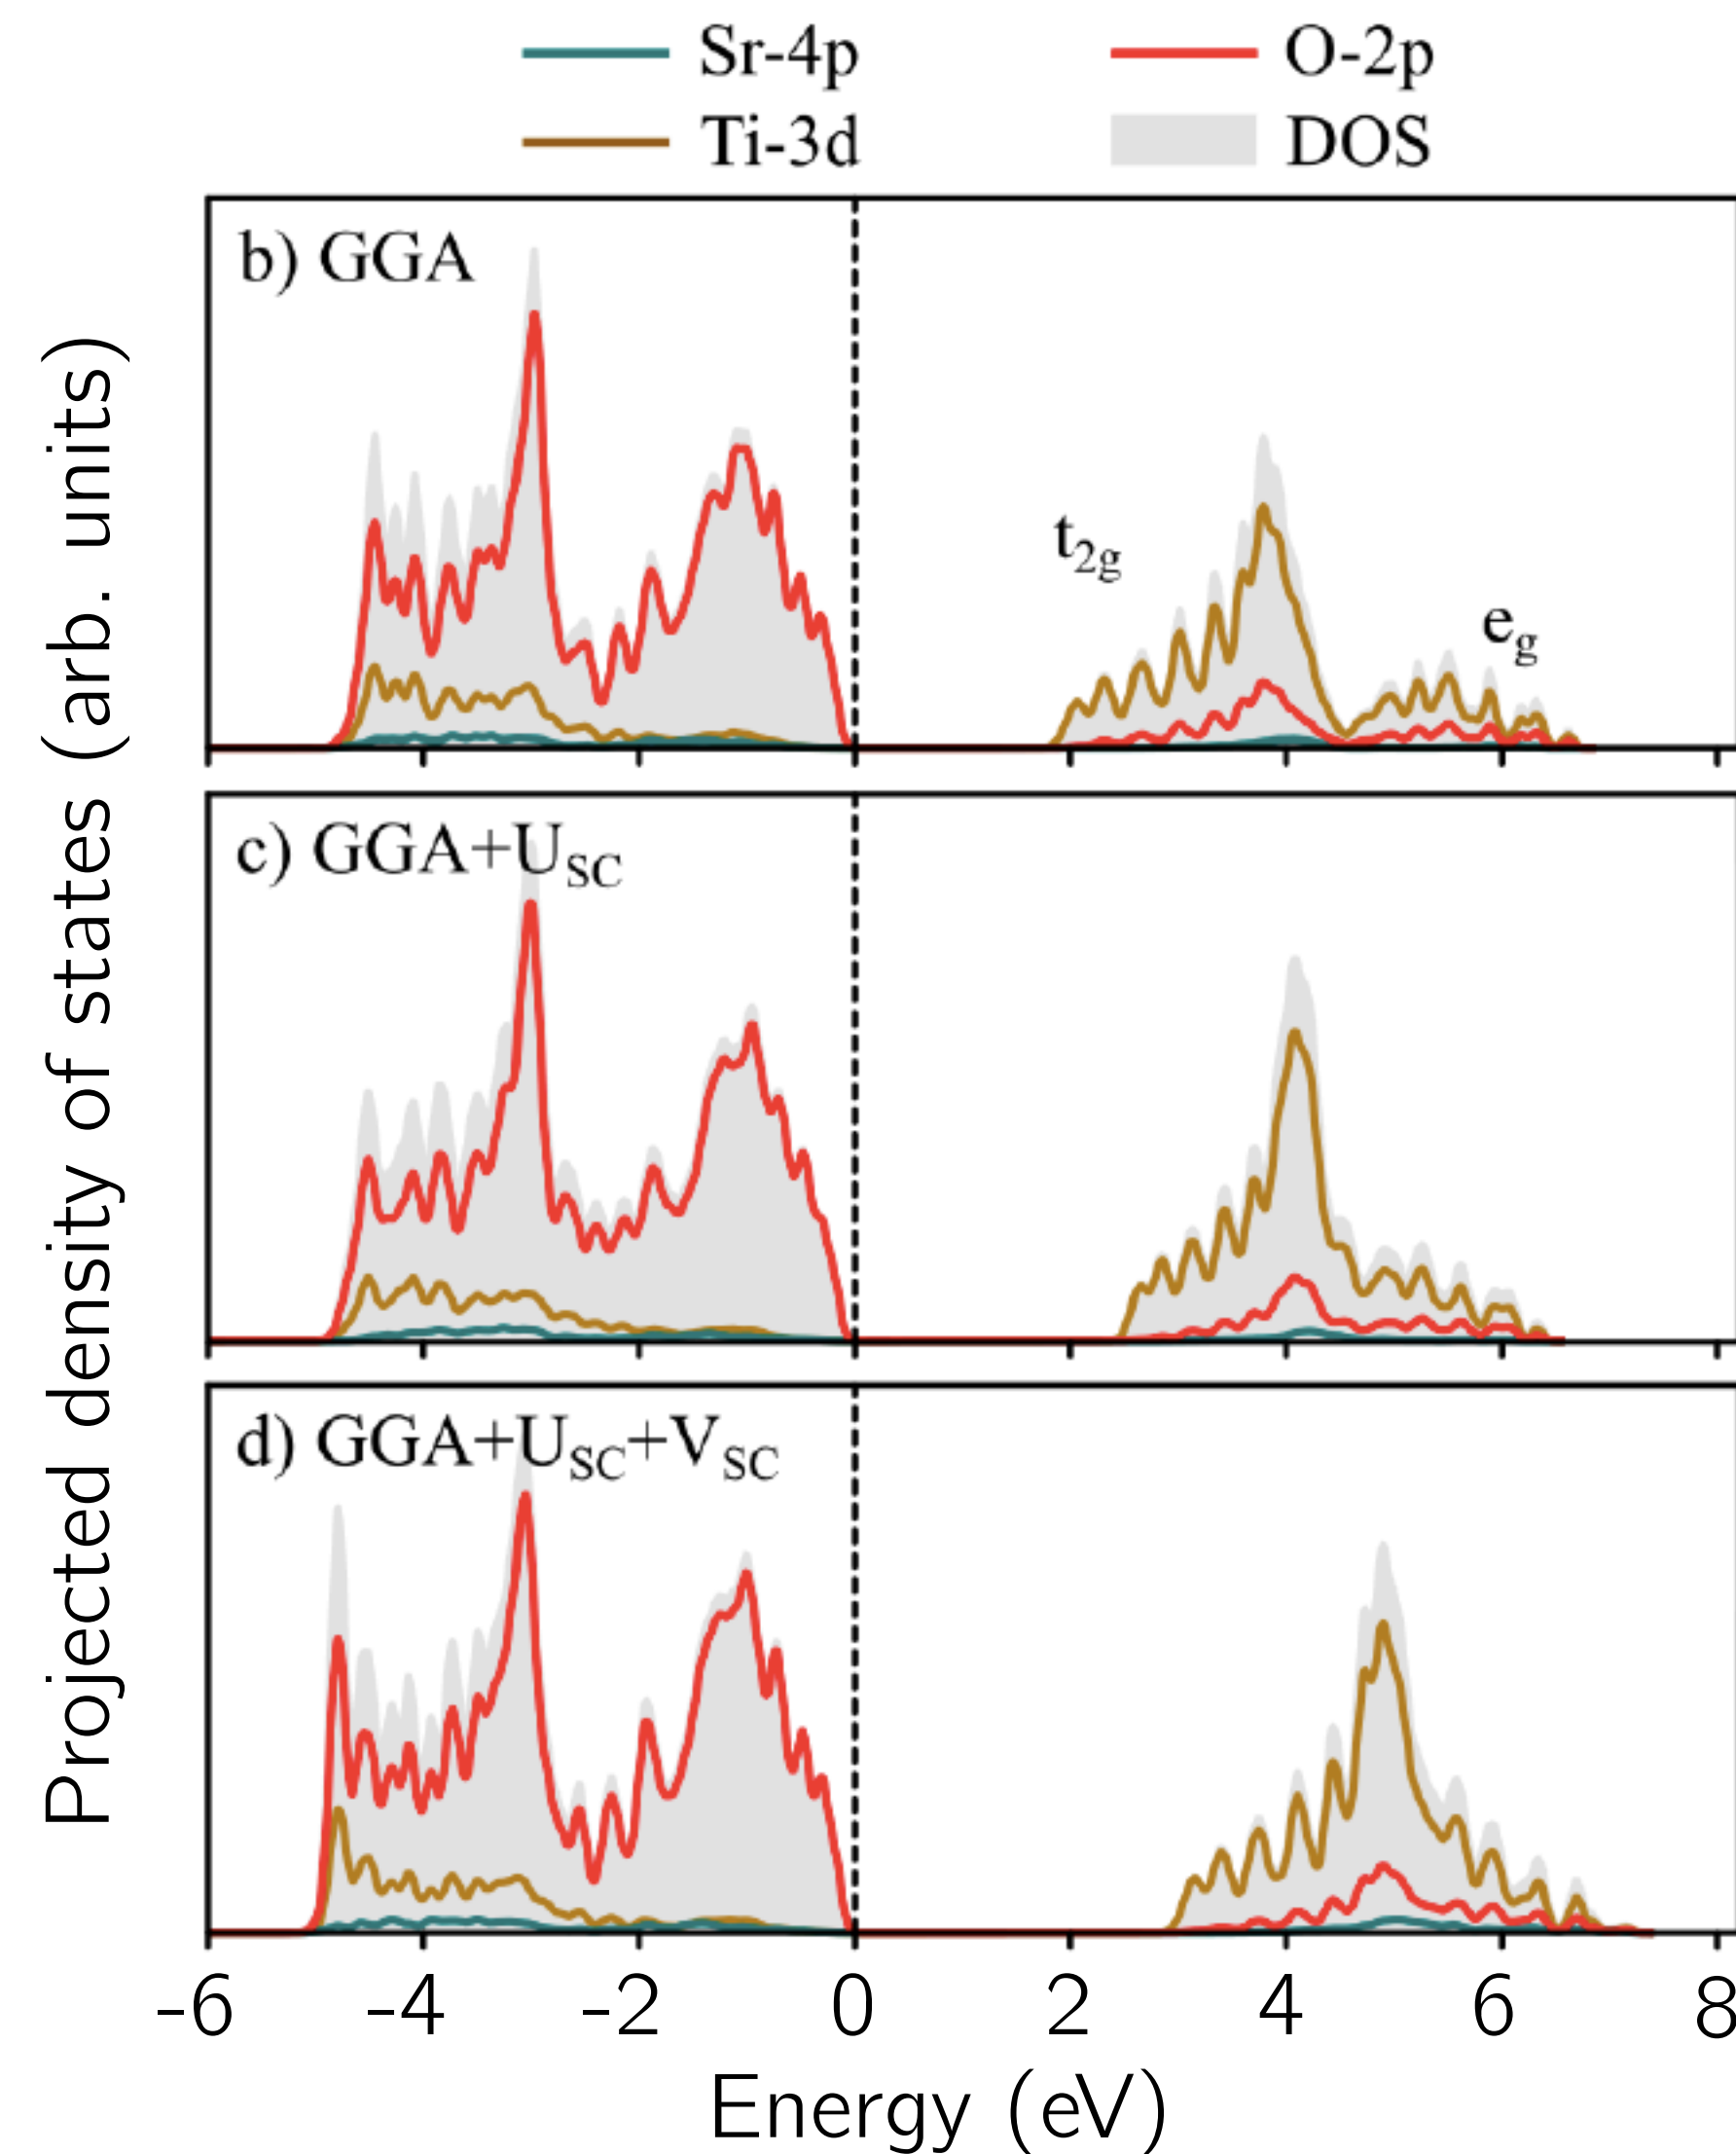 Sr-4p O-2p
Ti-3d DOS
Projected density of states (arb. units)
b) GGA
t2g
eg
c) GGA+USC
d) GGA+USC+VSC
-6 -4 -2 0 2 4 6 8
Energy (eV)